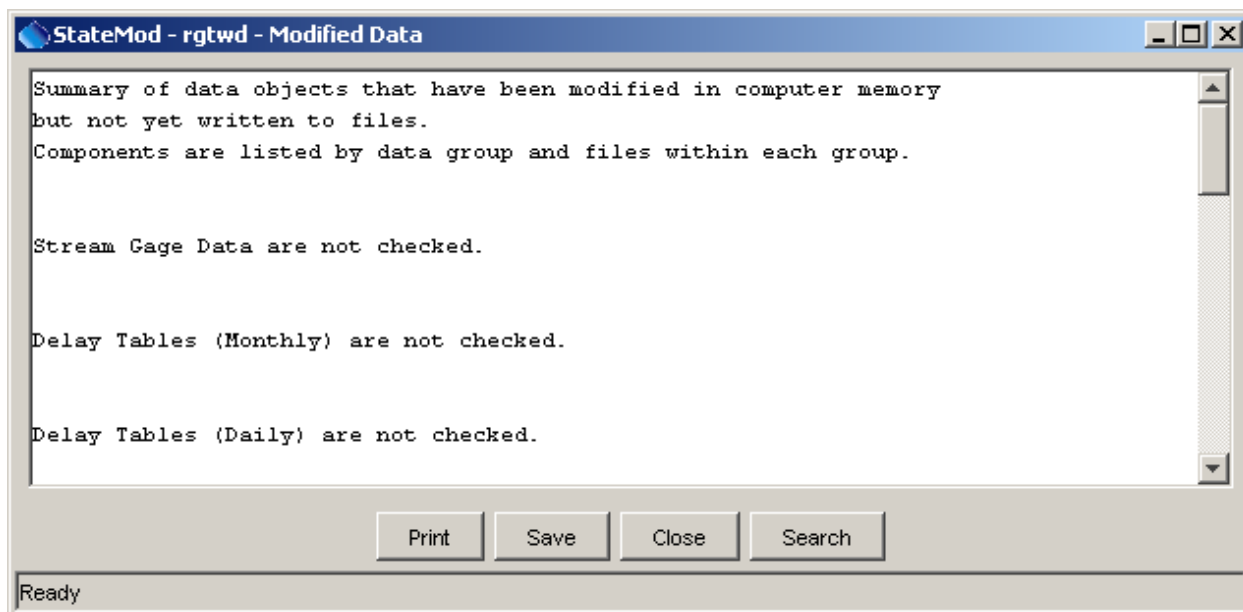 StateMod - rgtwd - Modified Data
Summary of data objects that have been modified in computer memory
but not yet written to files.
Components are listed by data group and files within each group.
Stream Gage Data are not checked.
Delay Tables (Monthly) are not checked.
Delay Tables (Daily) are not checked.
Print Save Close Search
Ready